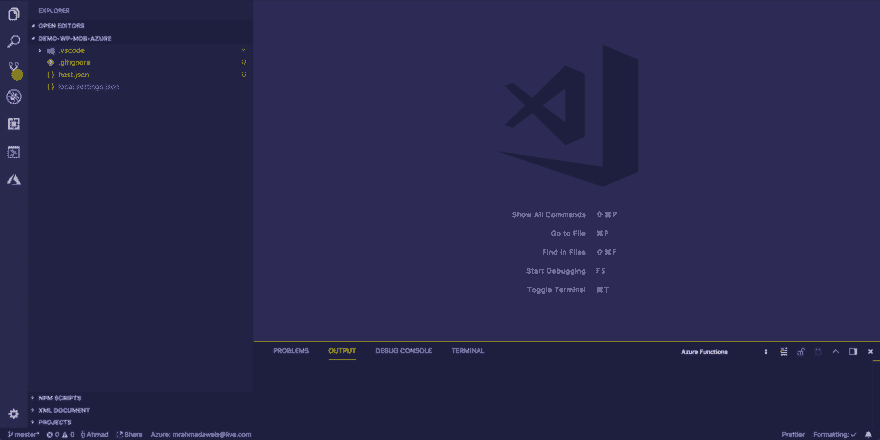 EXPLORER
OPEN EDITORS
DEMO-WP-MOB-AZURE
.vscode
.gitignore U
host.json U
local.settings.json
Show All Commands ⇧⌘P
Go to File ⌘P
Find in Files ⇧⌘F
Start Debugging F5
Toggle Terminal ⌘T
PROBLEMS OUTPUT DEBUG CONSOLE TERMINAL Azure Functions
NPM SCRIPTS
XML DOCUMENT
PROJECTS
master* 0 0 Ahmad Share Azure: mrahmadawais@live.com Prettier Formatting: ✓